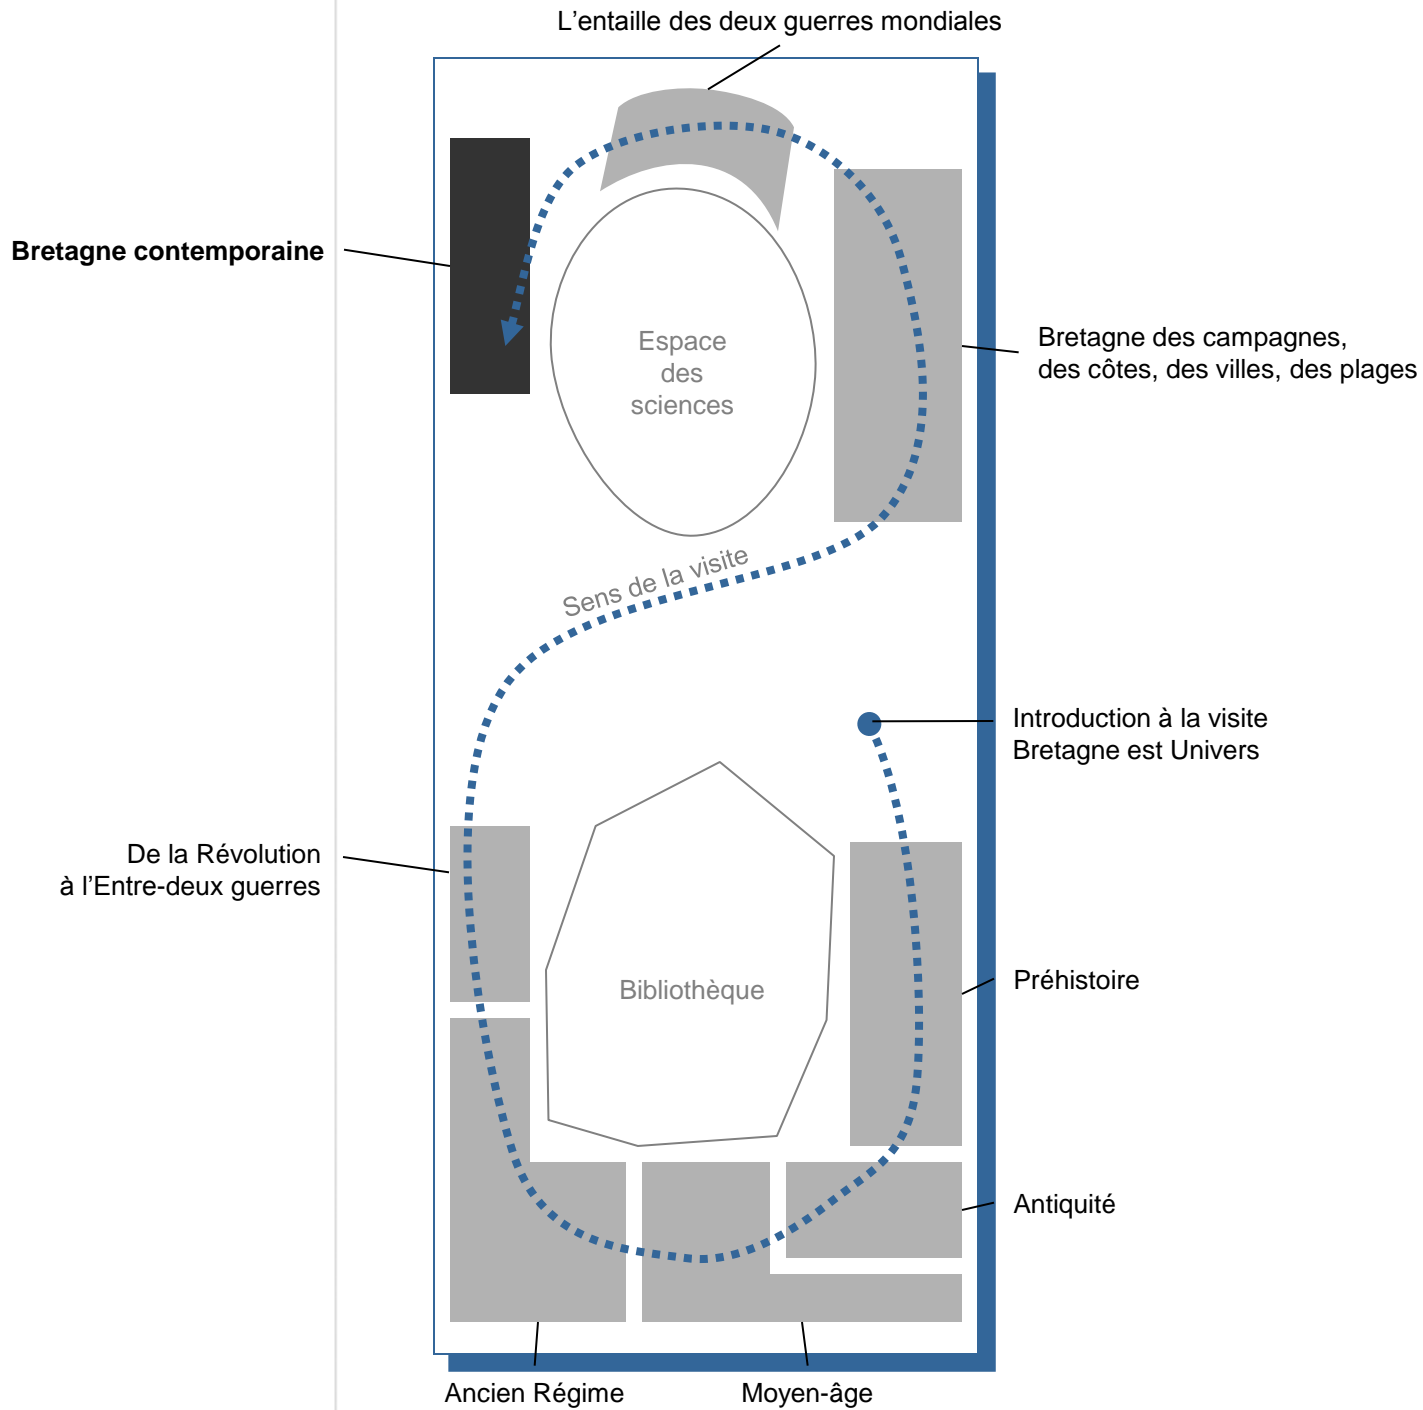 L'entaille des deux guerres mondiales
Bretagne contemporaine
Espace
des
sciences
Bretagne des campagnes,
des côtes, des villes, des plages
Sens de la visite
Introduction à la visite
Bretagne est Univers
De la Révolution
à l'Entre-deux guerres
Bibliothèque
Préhistoire
Antiquité
Ancien Régime
Moyen-âge